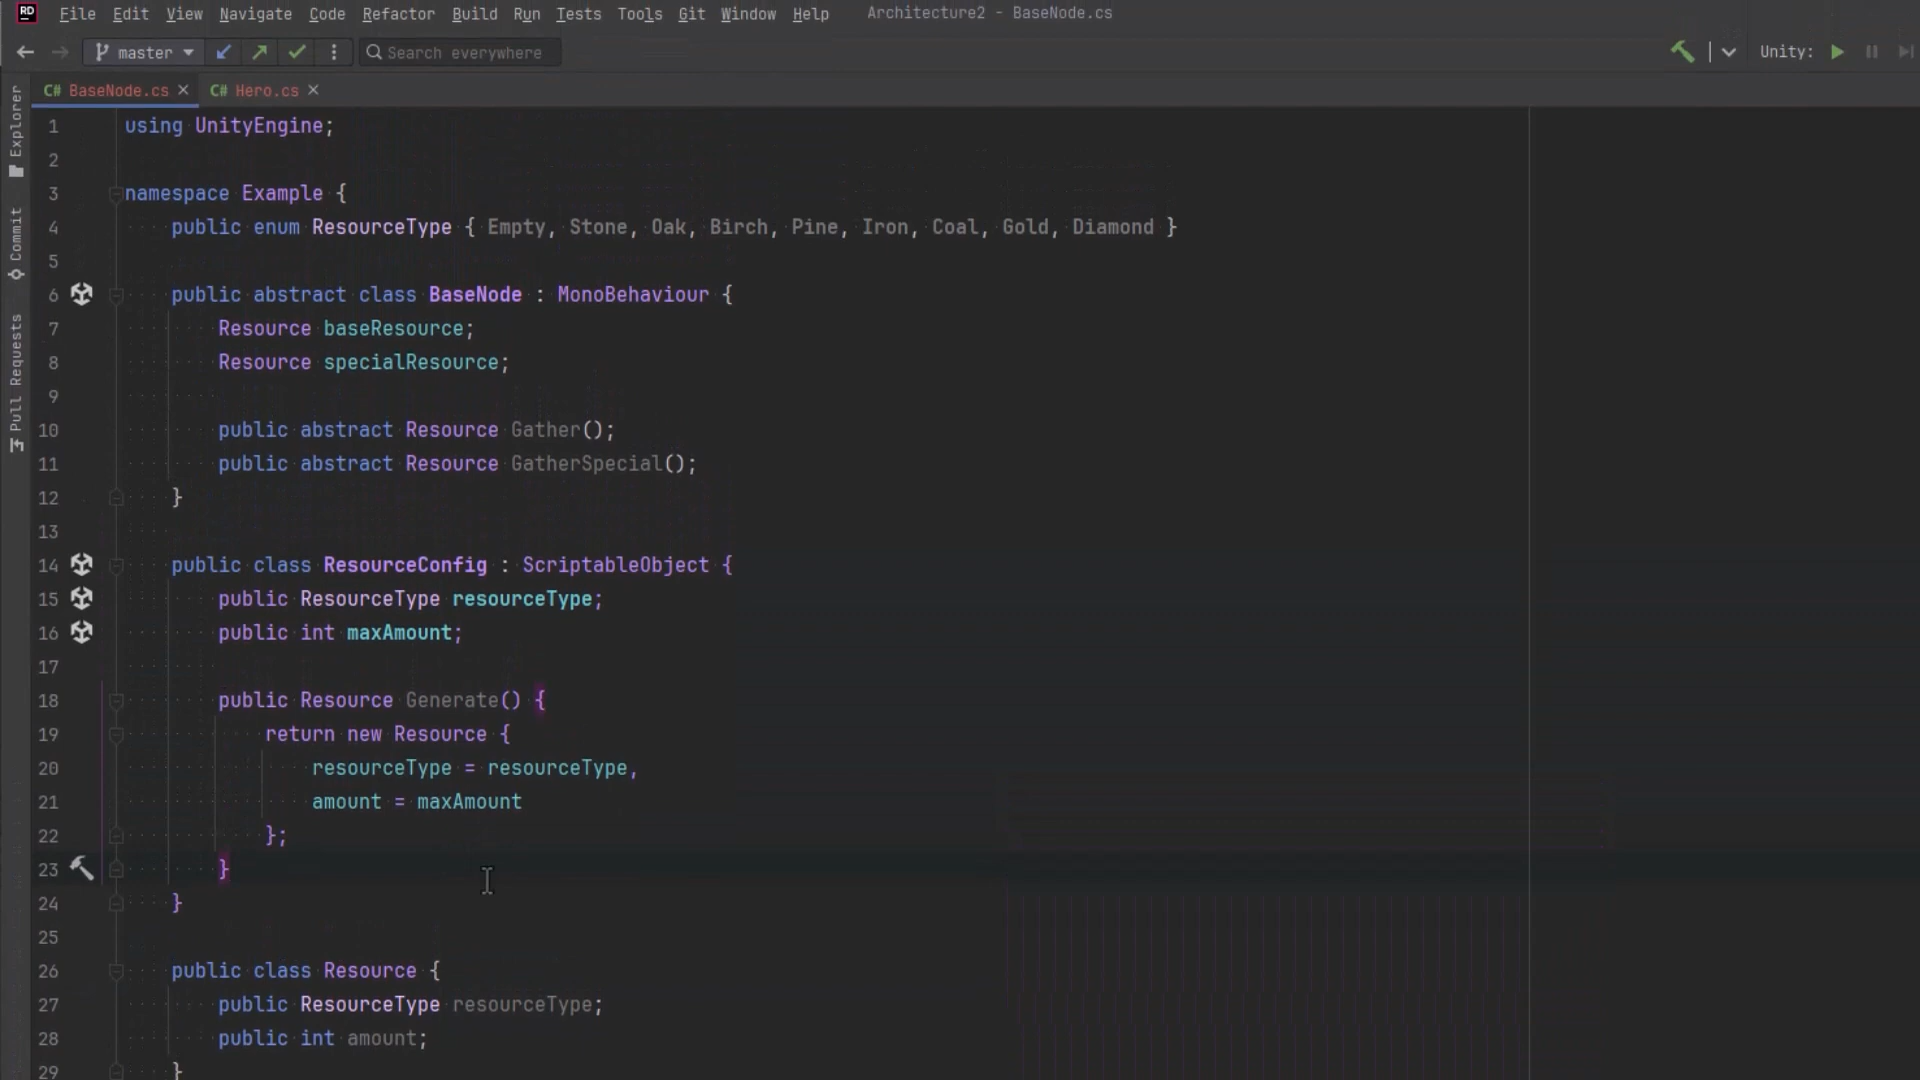 RD File Edit View Navigate Code Refactor Build Run Tests Tools Git Window Help Architecture2 - BaseNode.cs
master Search everywhere Unity:
C# BaseNode.cs C# Hero.cs
Explorer
Commit
Pull Requests
1 using UnityEngine;
2
3 namespace Example {
4 public enum ResourceType { Empty, Stone, Oak, Birch, Pine, Iron, Coal, Gold, Diamond }
5
6 public abstract class BaseNode : MonoBehaviour {
7 Resource baseResource;
8 Resource specialResource;
9
10 public abstract Resource Gather();
11 public abstract Resource GatherSpecial();
12 }
13
14 public class ResourceConfig : ScriptableObject {
15 public ResourceType resourceType;
16 public int maxAmount;
17
18 public Resource Generate() {
19 return new Resource {
20 resourceType = resourceType,
21 amount = maxAmount
22 };
23 }
24 }
25
26 public class Resource {
27 public ResourceType resourceType;
28 public int amount;
29 }